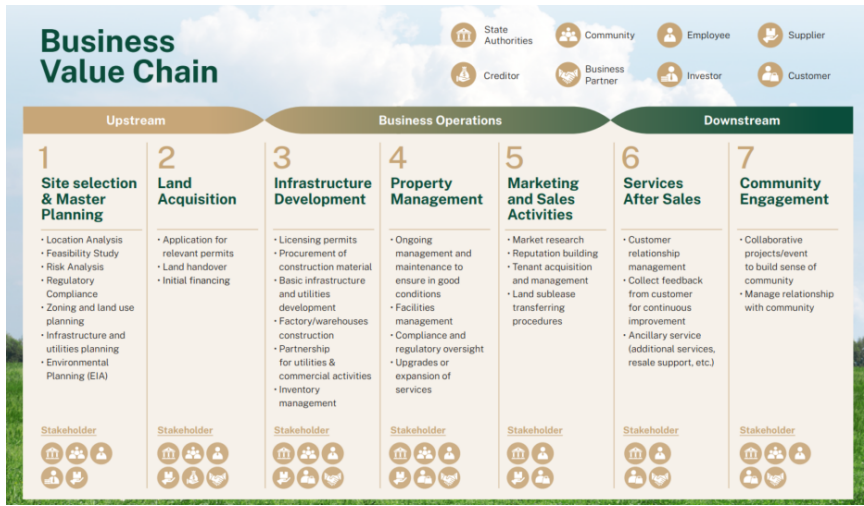 Business
Value Chain
State
Authorities
Community
Employee
Supplier
Creditor
Business
Partner
Investor
Customer
Upstream
Business Operations
Downstream
1
Site selection
& Master
Planning
• Location Analysis
• Feasibility Study
• Risk Analysis
• Regulatory
Compliance
• Zoning and land use
planning
• Infrastructure and
utilities planning
• Environmental
Planning (EIA)
Stakeholder
2
Land
Acquisition
• Application for
relevant permits
• Land handover
• Initial financing
Stakeholder
3
Infrastructure
Development
• Licensing permits
• Procurement of
construction material
• Basic infrastructure
and utilities
development
• Factory/warehouses
construction
• Partnership
for utilities &
commercial activities
• Inventory
management
Stakeholder
4
Property
Management
• Ongoing
management and
maintenance to
ensure in good
conditions
• Facilities
management
• Compliance and
regulatory oversight
• Upgrades or
expansion of
services
Stakeholder
5
Marketing
and Sales
Activities
• Market research
• Reputation building
• Tenant acquisition
and management
• Land sublease
transferring
procedures
Stakeholder
6
Services
After Sales
• Customer
relationship
management
• Collect feedback
from customer
for continuous
improvement
• Ancillary service
(additional services,
resale support, etc.)
Stakeholder
7
Community
Engagement
• Collaborative
projects/event
to build sense of
community
• Manage relationship
with community
Stakeholder